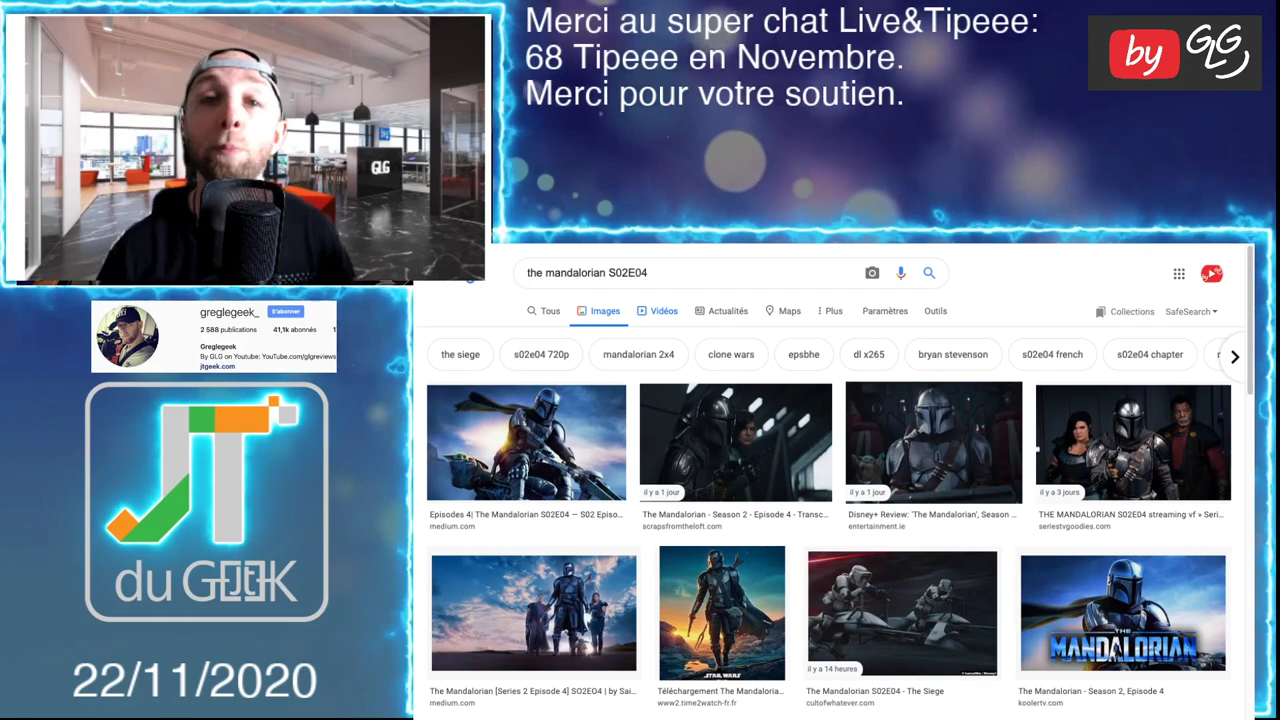 Merci au super chat Live&Tipeee:
68 Tipeee en Novembre.
Merci pour votre soutien.
by GLG
GLG
the mandalorian S02E04
Tous Images Vidéos Actualités Maps Plus Paramètres Outils Collections SafeSearch
the siege s02e04 720p mandalorian 2x4 clone wars epsbhe dl x265 bryan stevenson s02e04 french s02e04 chapter
greglegeek_ S'abonner
2 588 publications 41,1k abonnés 1
Greglegeek
By GLG on Youtube: YouTube.com/glgreviews
jtgeek.com
JT
du GEEK
22/11/2020
il y a 1 jour
il y a 1 jour
il y a 3 jours
Episodes 4| The Mandalorian S02E04 — S02 Episo...
medium.com
The Mandalorian - Season 2 - Episode 4 - Transc...
scrapsfromtheloft.com
Disney+ Review: 'The Mandalorian', Season ...
entertainment.ie
THE MANDALORIAN S02E04 streaming vf » Seri...
seriestvgoodies.com
STAR WARS
il y a 14 heures
THE
MANDALORIAN
The Mandalorian [Series 2 Episode 4] S02E04 | by Sai...
medium.com
Téléchargement The Mandaloria...
www2.time2watch-fr.fr
The Mandalorian S02E04 - The Siege
cultofwhatever.com
The Mandalorian - Season 2, Episode 4
koolertv.com